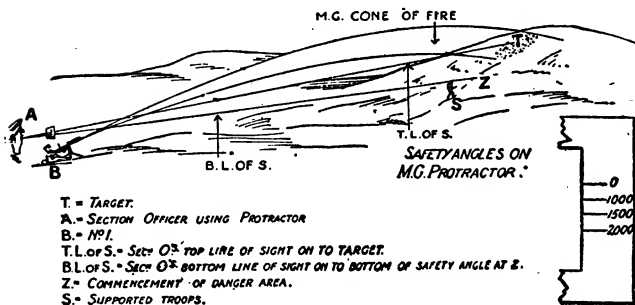 M.G. CONE OF FIRE
T
A
Z
S
B
T.L.OF S.
B.L.OF S.
SAFETY ANGLES ON
M.G. PROTRACTOR.
0
1000
1500
2000
T. = TARGET.
A. = SECTION OFFICER USING PROTRACTOR
B. = Nº1.
T.L.OF S. = SECⁿ Oᴿˢ TOP LINE OF SIGHT ON TO TARGET.
B.L.OF S. = SECⁿ Oᴿˢ BOTTOM LINE OF SIGHT ON TO BOTTOM OF SAFETY ANGLE AT Z.
Z. = COMMENCEMENT OF DANGER AREA.
S. = SUPPORTED TROOPS.